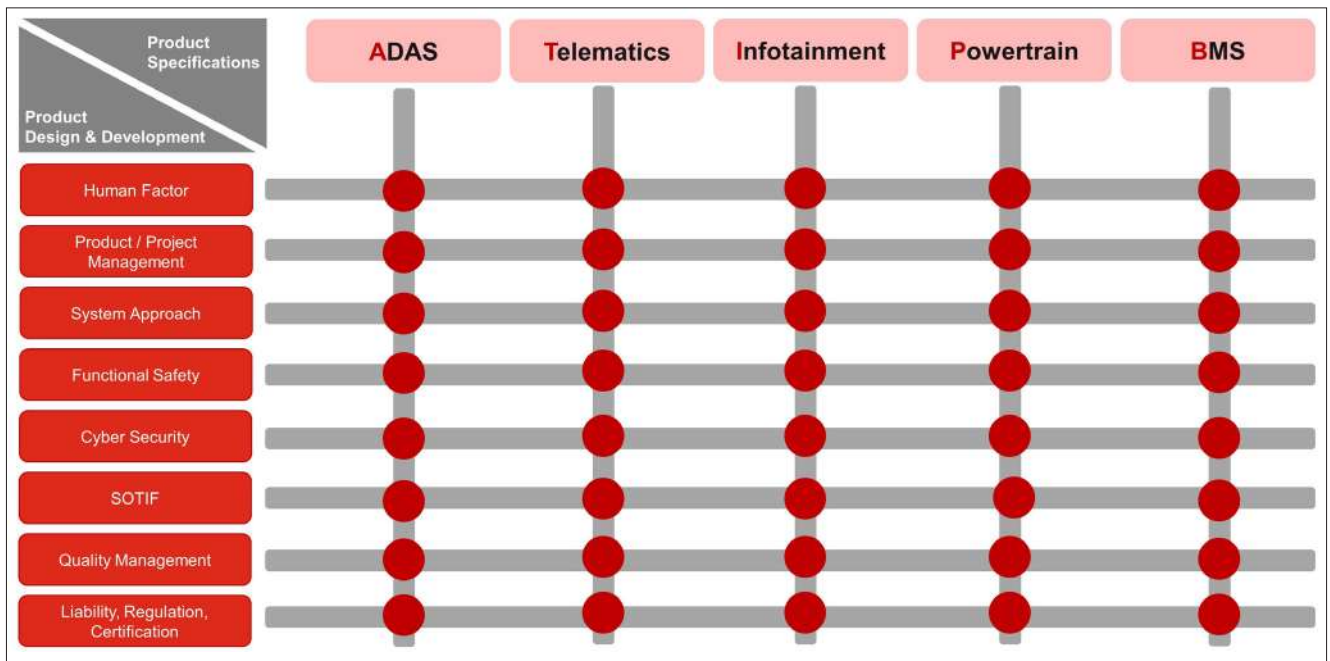 Product
Specifications
Product
Design & Development
ADAS
Telematics
Infotainment
Powertrain
BMS
Human Factor
Product / Project
Management
System Approach
Functional Safety
Cyber Security
SOTIF
Quality Management
Liability, Regulation,
Certification